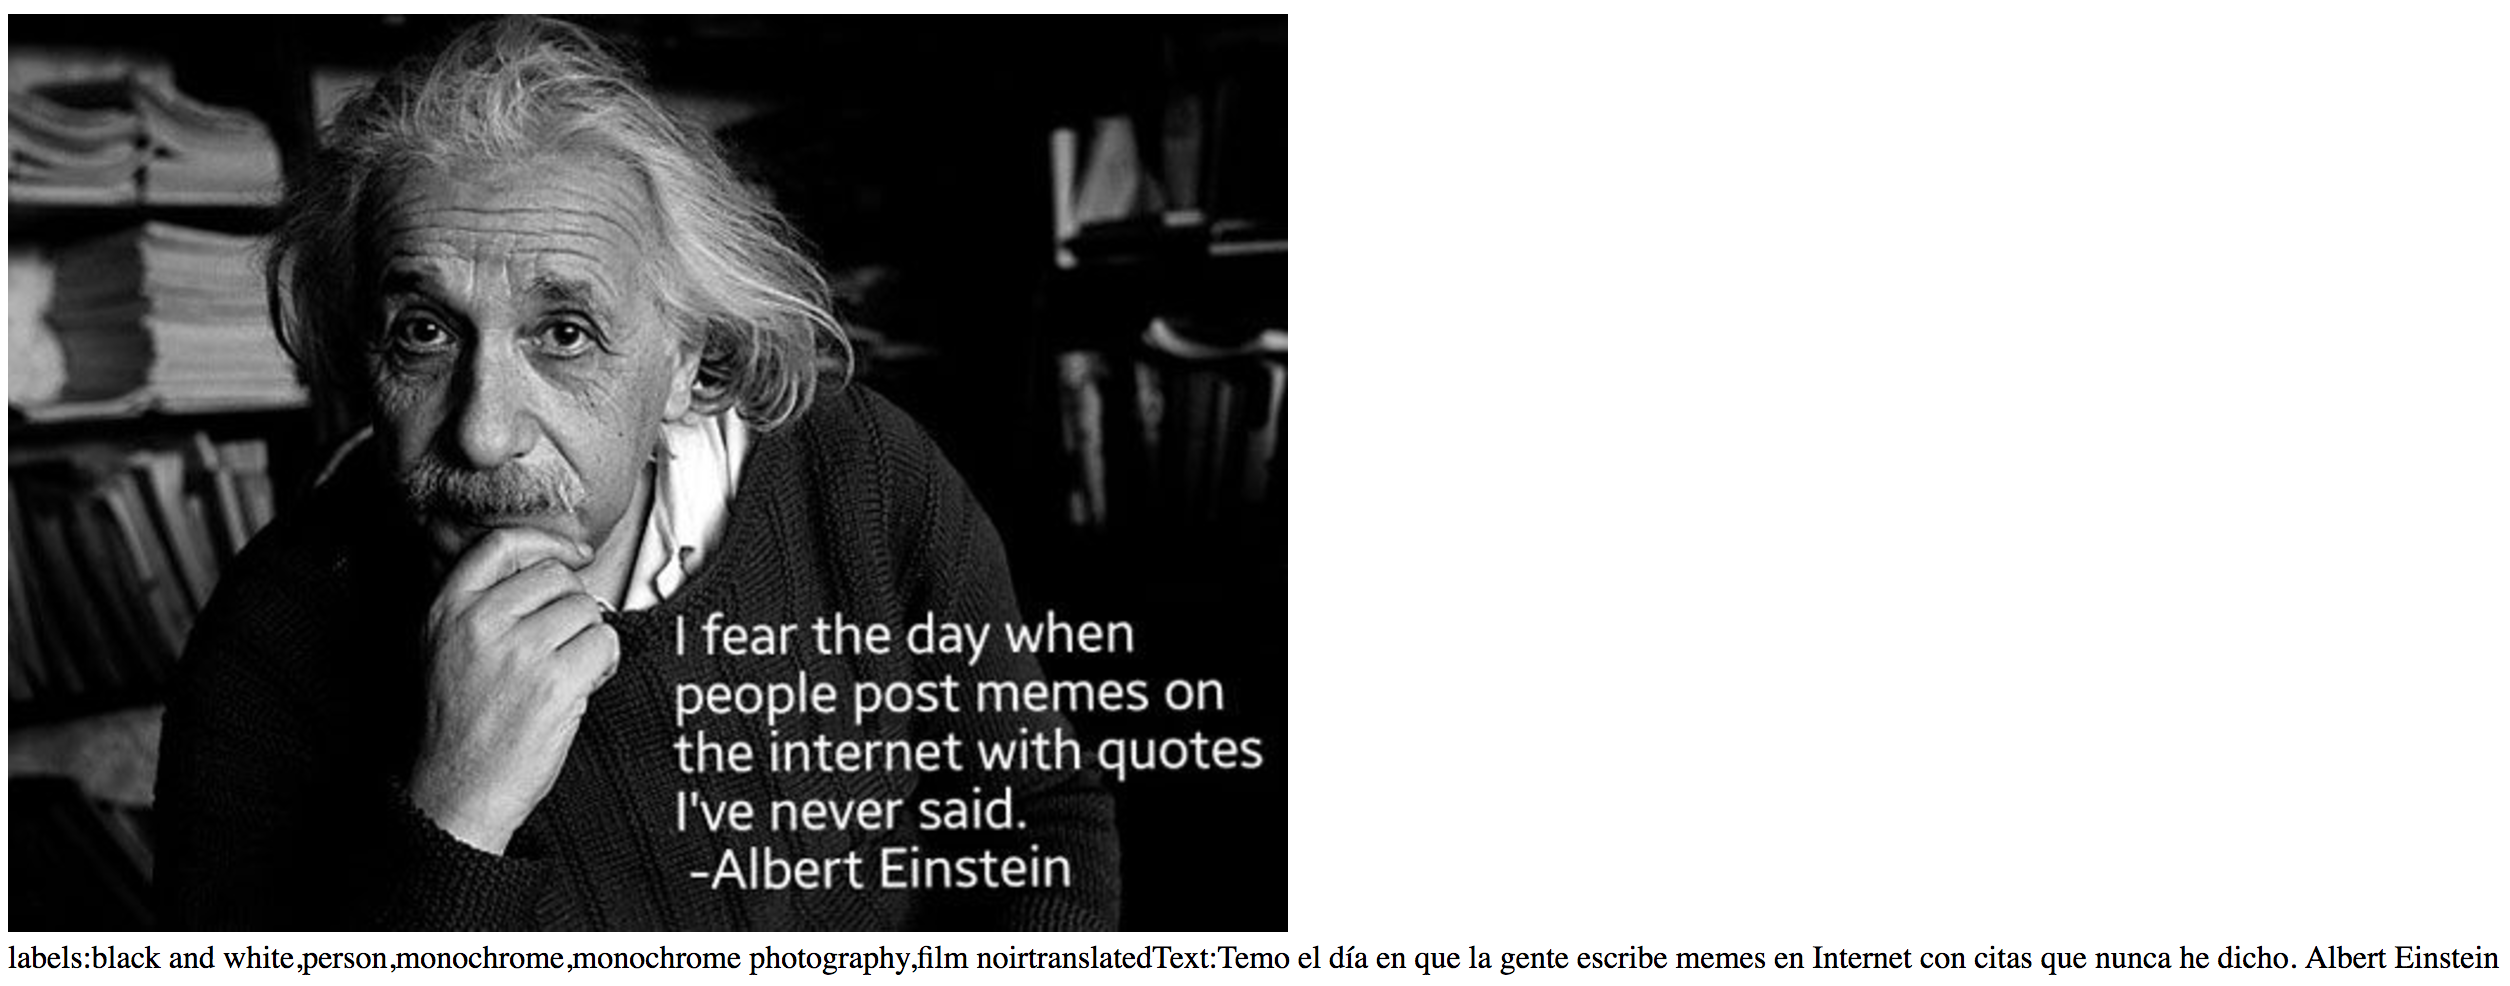 I fear the day when
people post memes on
the internet with quotes
I've never said.
-Albert Einstein
labels:black and white,person,monochrome,monochrome photography,film noirtranslatedText:Temo el día en que la gente escribe memes en Internet con citas que nunca he dicho. Albert Einstein